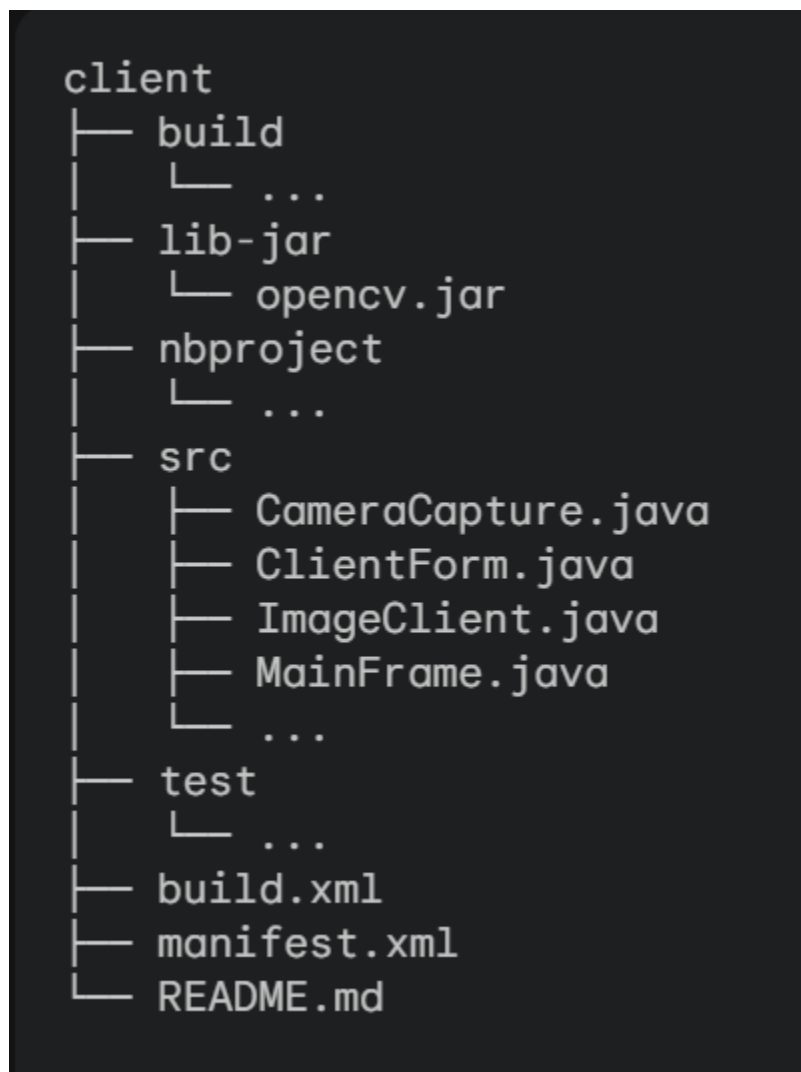 client
├── build
│   └── ...
├── lib-jar
│   └── opencv.jar
├── nbproject
│   └── ...
├── src
│   ├── CameraCapture.java
│   ├── ClientForm.java
│   ├── ImageClient.java
│   ├── MainFrame.java
│   └── ...
├── test
│   └── ...
├── build.xml
├── manifest.xml
└── README.md